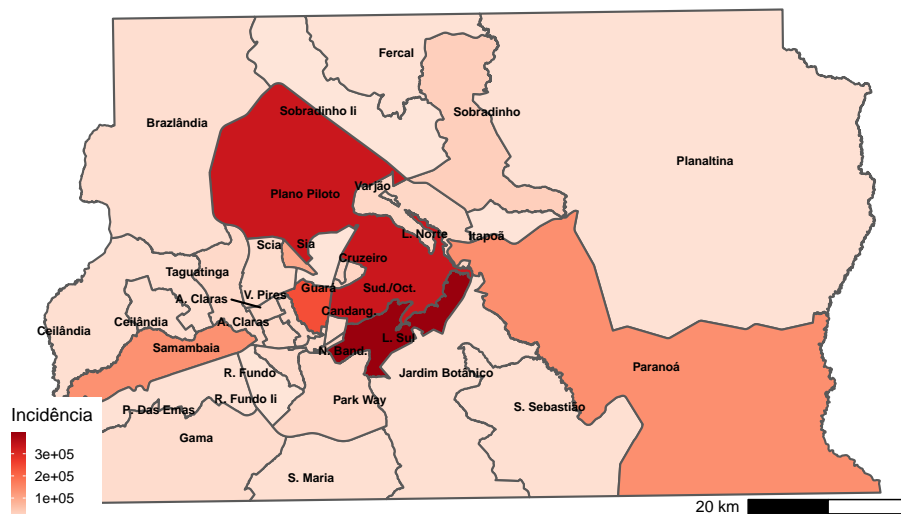 Fercal
Sobradinho Ii
Sobradinho
Brazlândia
Planaltina
Varjão
Plano Piloto
L. Norte
Itapoã
Scia
Sia
Cruzeiro
Taguatinga
A. Claras
V. Pires
Guará
Sud./Oct.
Candang.
Ceilândia
Ceilândia
A. Claras
L. Sul
Samambaia
N. Band.
R. Fundo
Jardim Botânico
Paranoá
R. Fundo Ii
Park Way
S. Sebastião
P. Das Emas
Gama
S. Maria
Incidência
3e+05
2e+05
1e+05
20 km